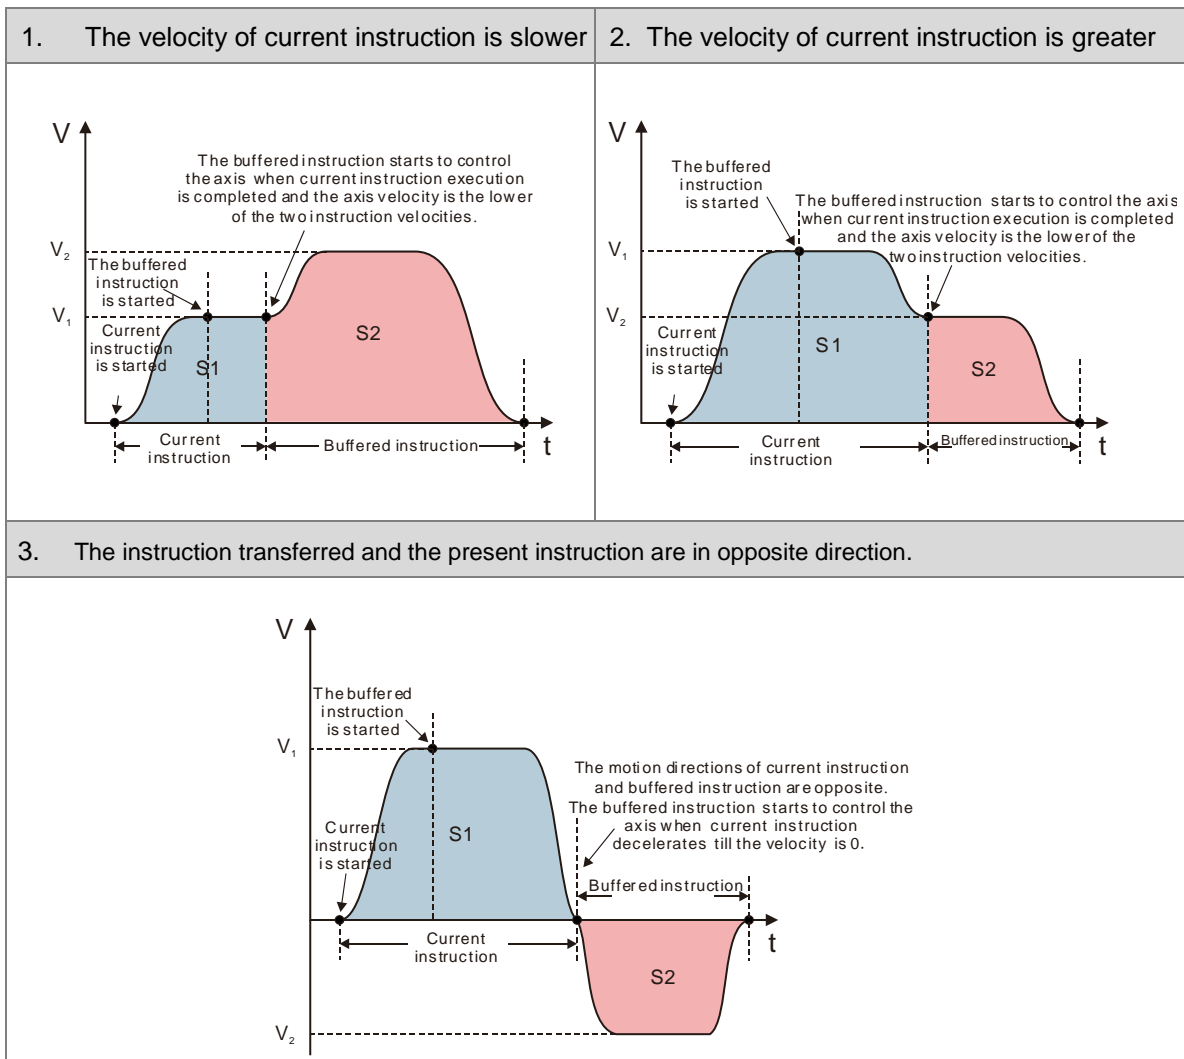 1. The velocity of current instruction is slower
2. The velocity of current instruction is greater
V
The buffered instruction starts to control
the axis when current instruction execution
is completed and the axis velocity is the lower
of the two instruction velocities.
V2
The buffered
instruction
is started
V1
Current
instruction
is started
S1
S2
Current
instruction
Buffered instruction
t
V
The buffered
instruction
is started
The buffered instruction starts to control the axis
when current instruction execution is completed
and the axis velocity is the lower of the
two instruction velocities.
V1
V2
Current
instruction
is started
S1
S2
Current
instruction
Buffered instruction
t
3. The instruction transferred and the present instruction are in opposite direction.
V
The buffered
instruction
is started
V1
The motion directions of current instruction
and buffered instruction are opposite.
The buffered instruction starts to control the
axis when current instruction
decelerates till the velocity is 0.
Current
instruction
is started
S1
Buffered instruction
Current
instruction
t
S2
V2